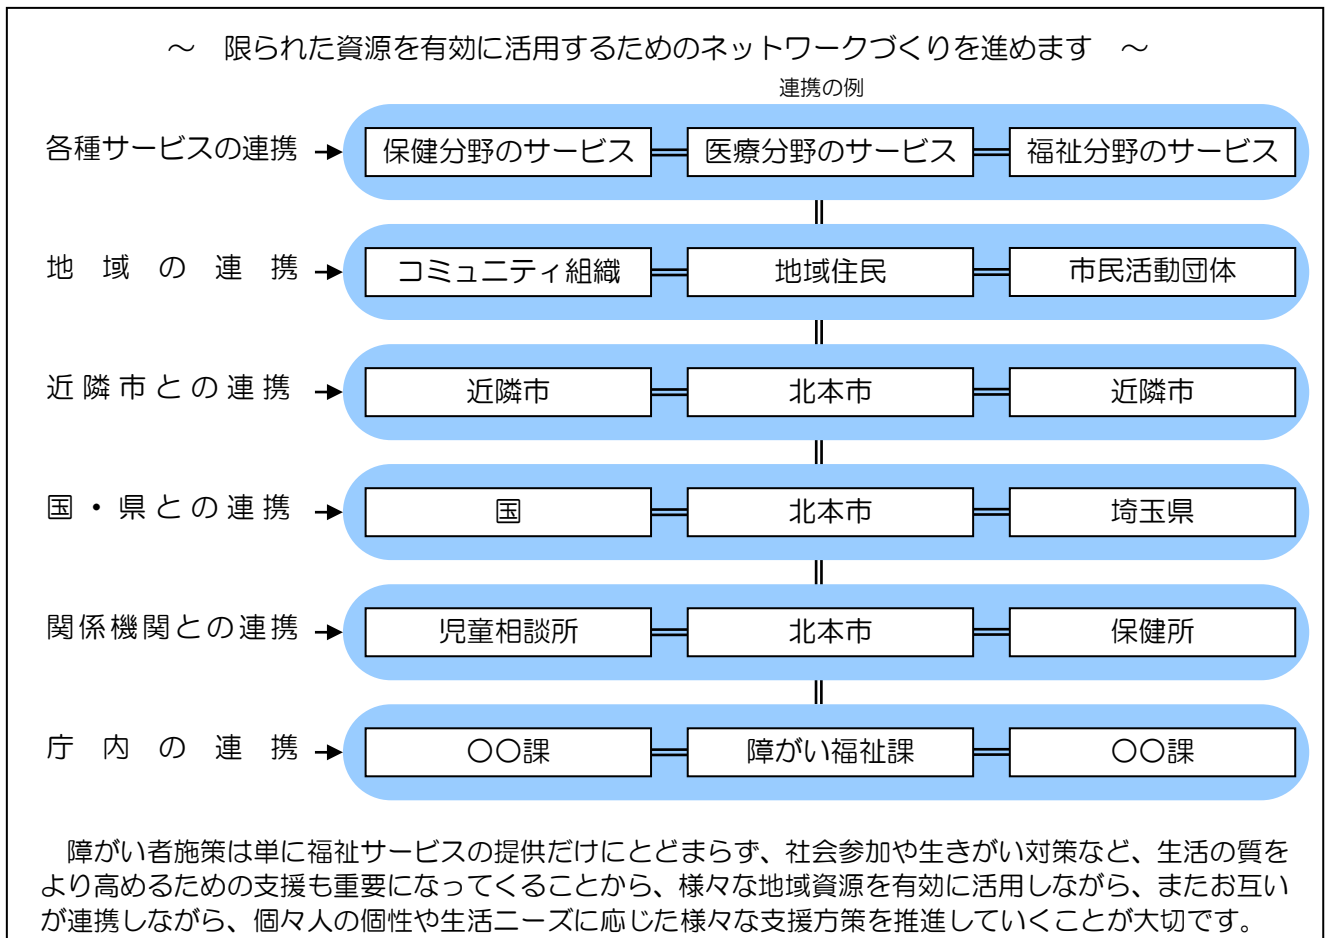 ～　限られた資源を有効に活用するためのネットワークづくりを進めます　～
連携の例
各種サービスの連携 → 保健分野のサービス 医療分野のサービス 福祉分野のサービス
地域の連携 → コミュニティ組織 地域住民 市民活動団体
近隣市との連携 → 近隣市 北本市 近隣市
国・県との連携 → 国 北本市 埼玉県
関係機関との連携 → 児童相談所 北本市 保健所
庁内の連携 → 〇〇課 障がい福祉課 〇〇課
障がい者施策は単に福祉サービスの提供だけにとどまらず、社会参加や生きがい対策など、生活の質を
より高めるための支援も重要になってくることから、様々な地域資源を有効に活用しながら、またお互い
が連携しながら、個々人の個性や生活ニーズに応じた様々な支援方策を推進していくことが大切です。